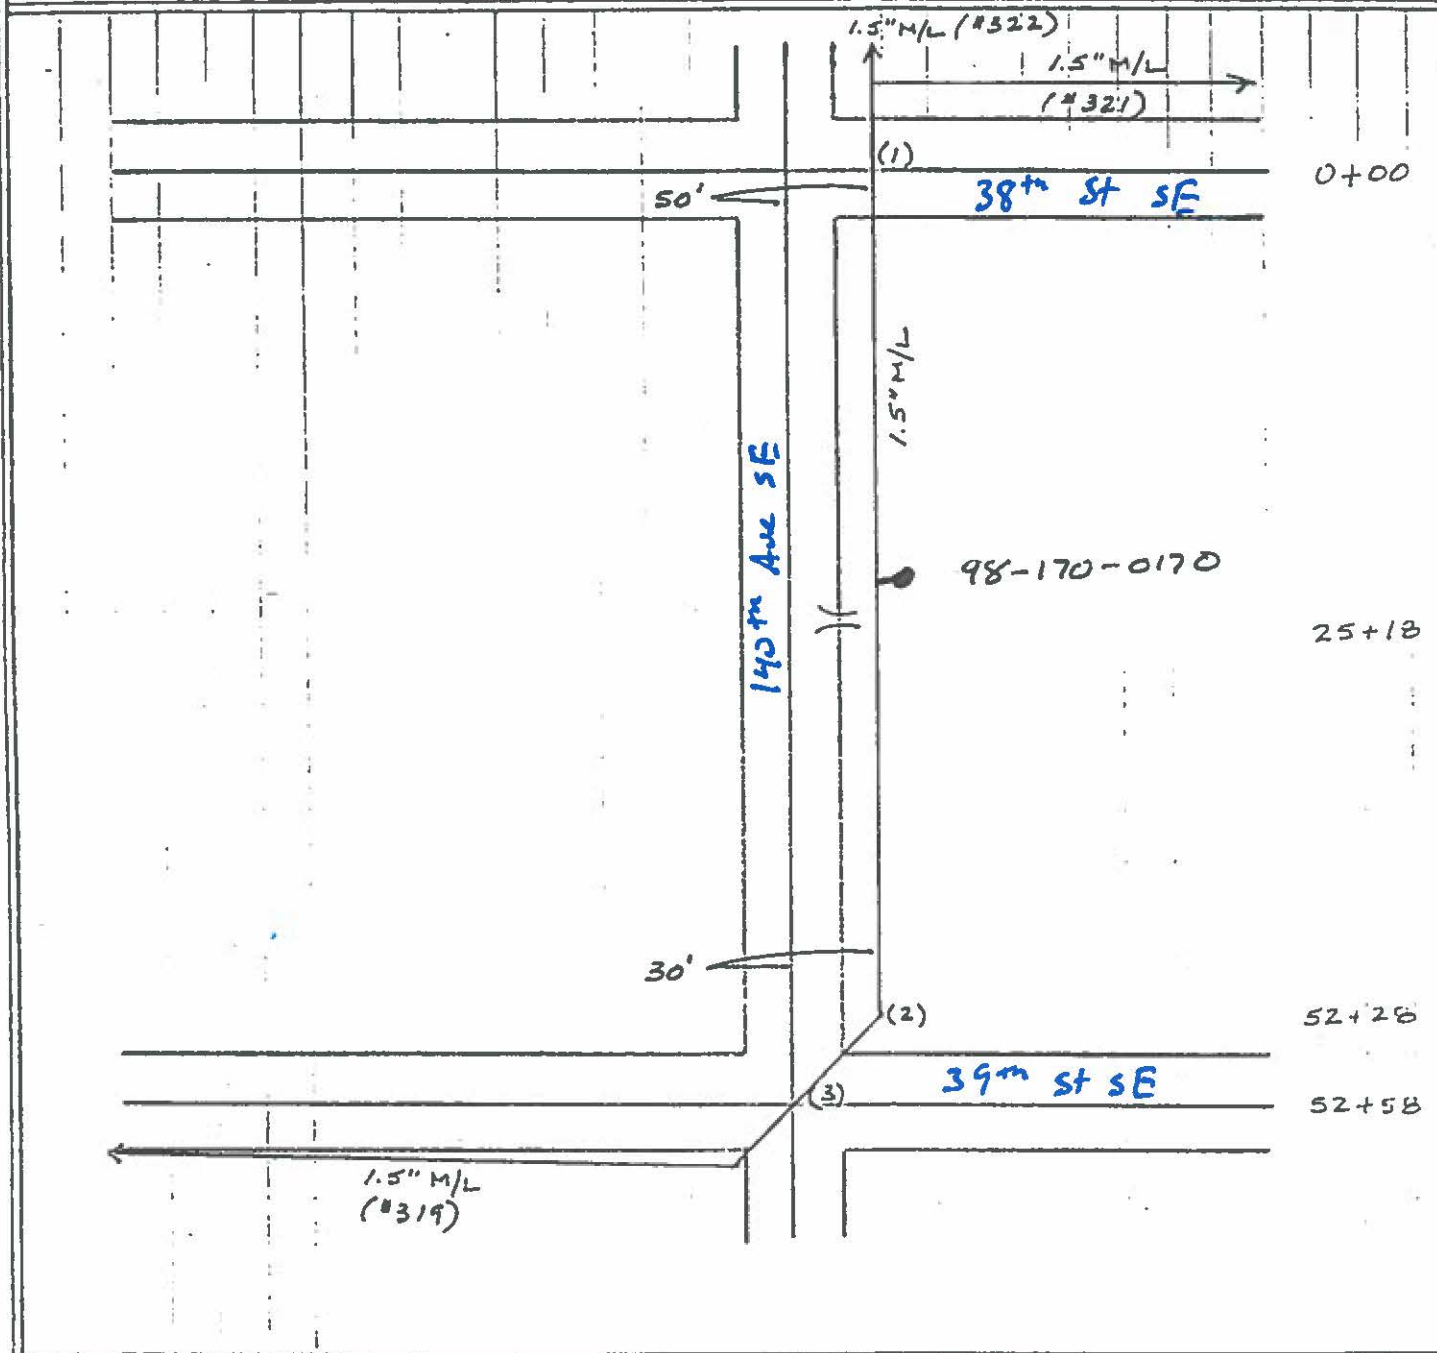 1.5" M/L (#322)
1.5" M/L
(#321)
(1)
0+00
50'
38th St SE
1.5" M/L
140th Ave SE
98-170-0170
25+18
30'
(2)
52+28
39th St SE
(3)
52+58
1.5" M/L
(#319)